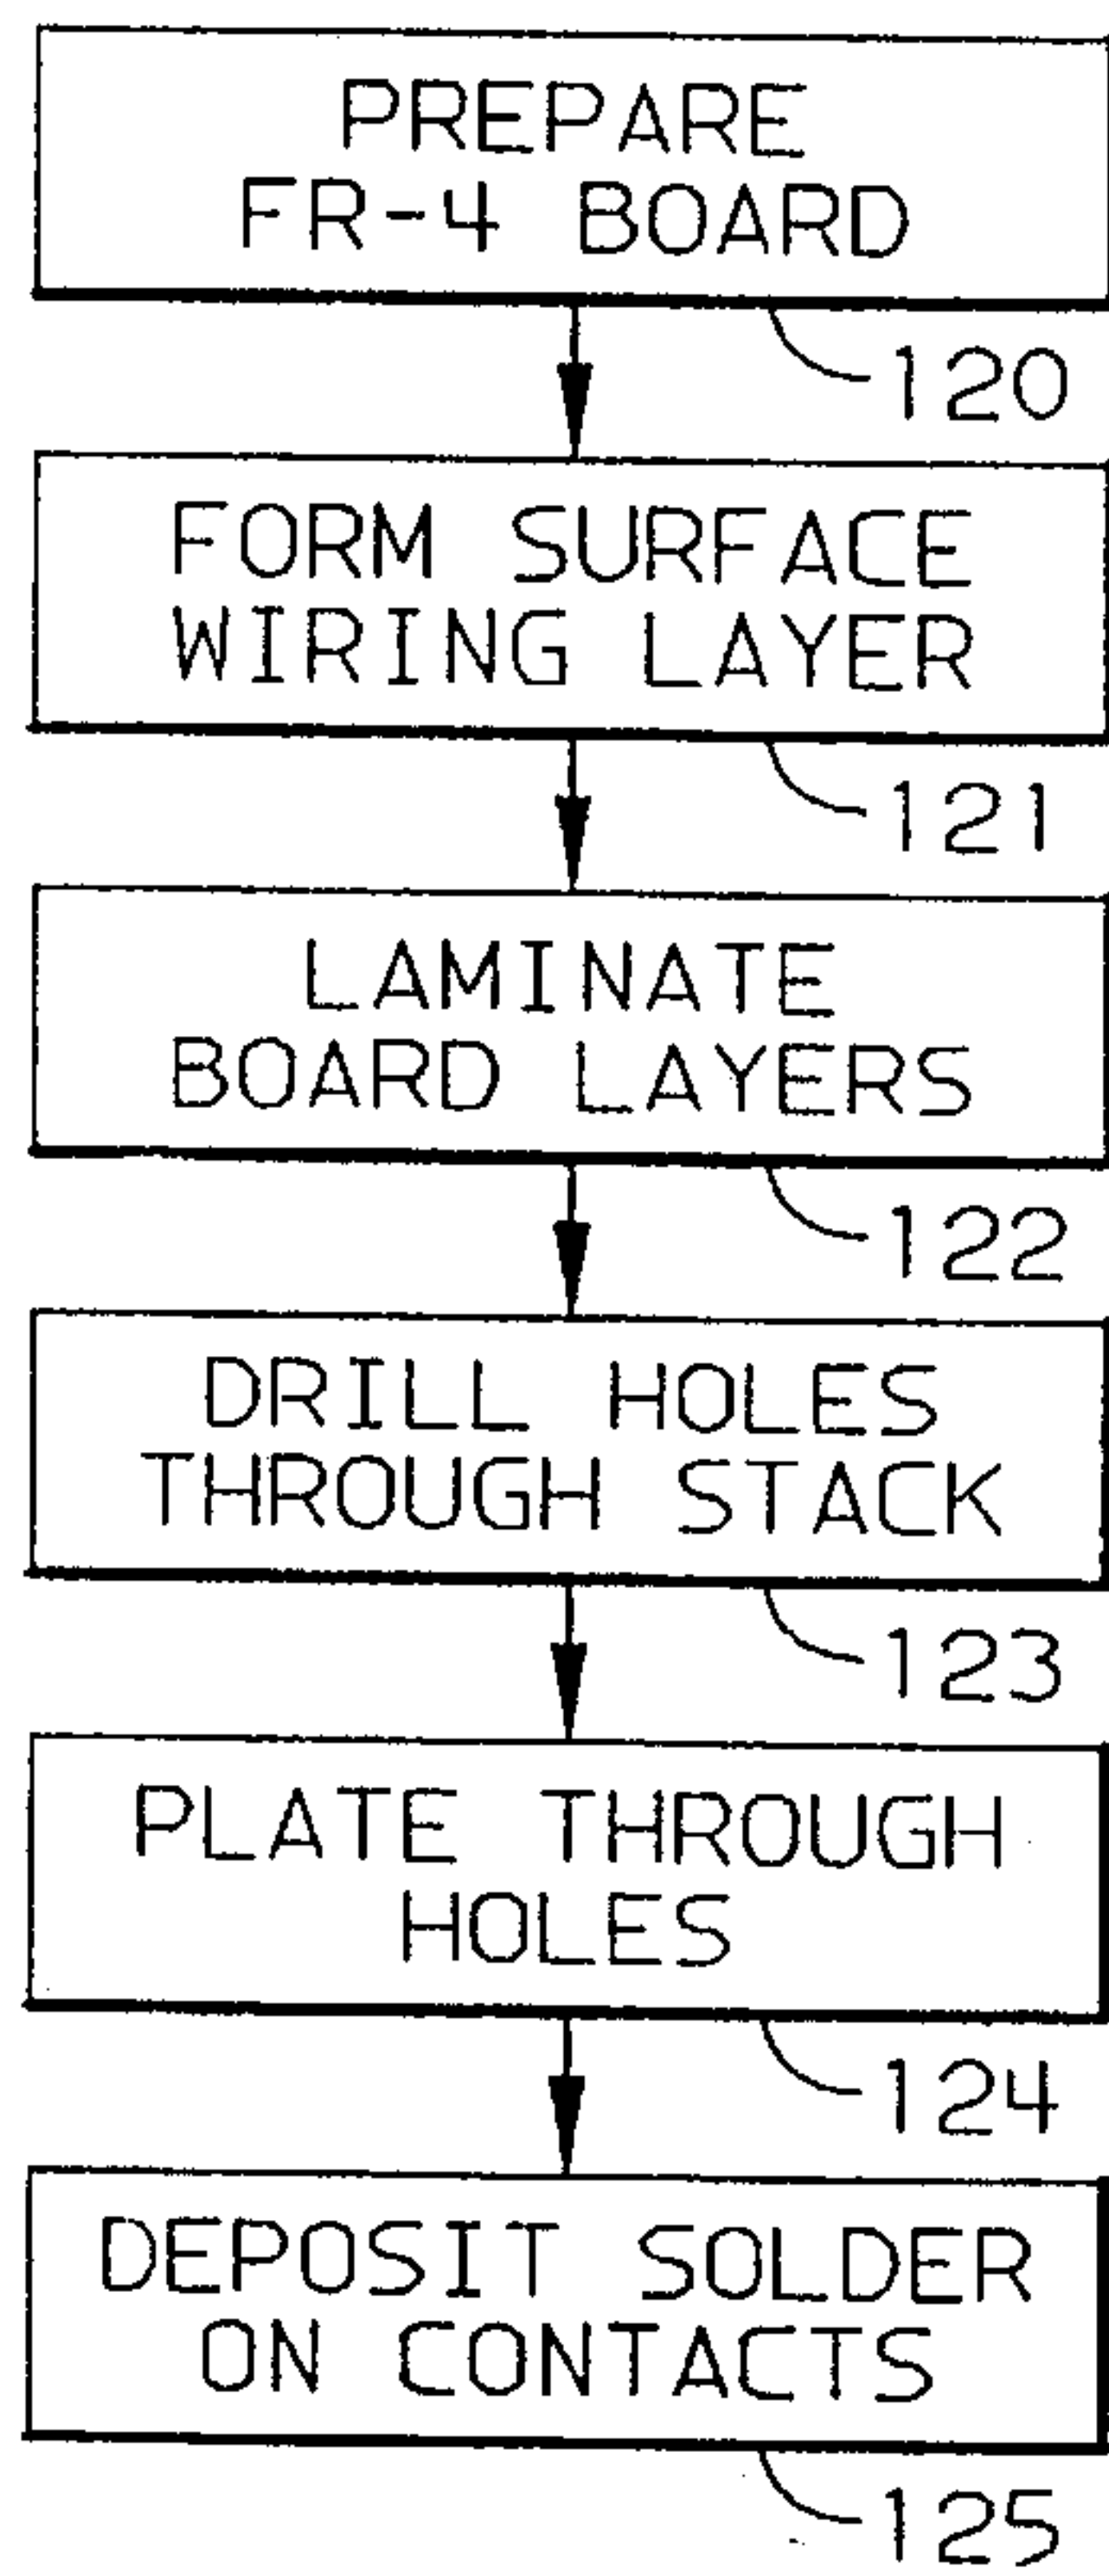 PREPARE
FR-4 BOARD
120
FORM SURFACE
WIRING LAYER
121
LAMINATE
BOARD LAYERS
122
DRILL HOLES
THROUGH STACK
123
PLATE THROUGH
HOLES
124
DEPOSIT SOLDER
ON CONTACTS
125